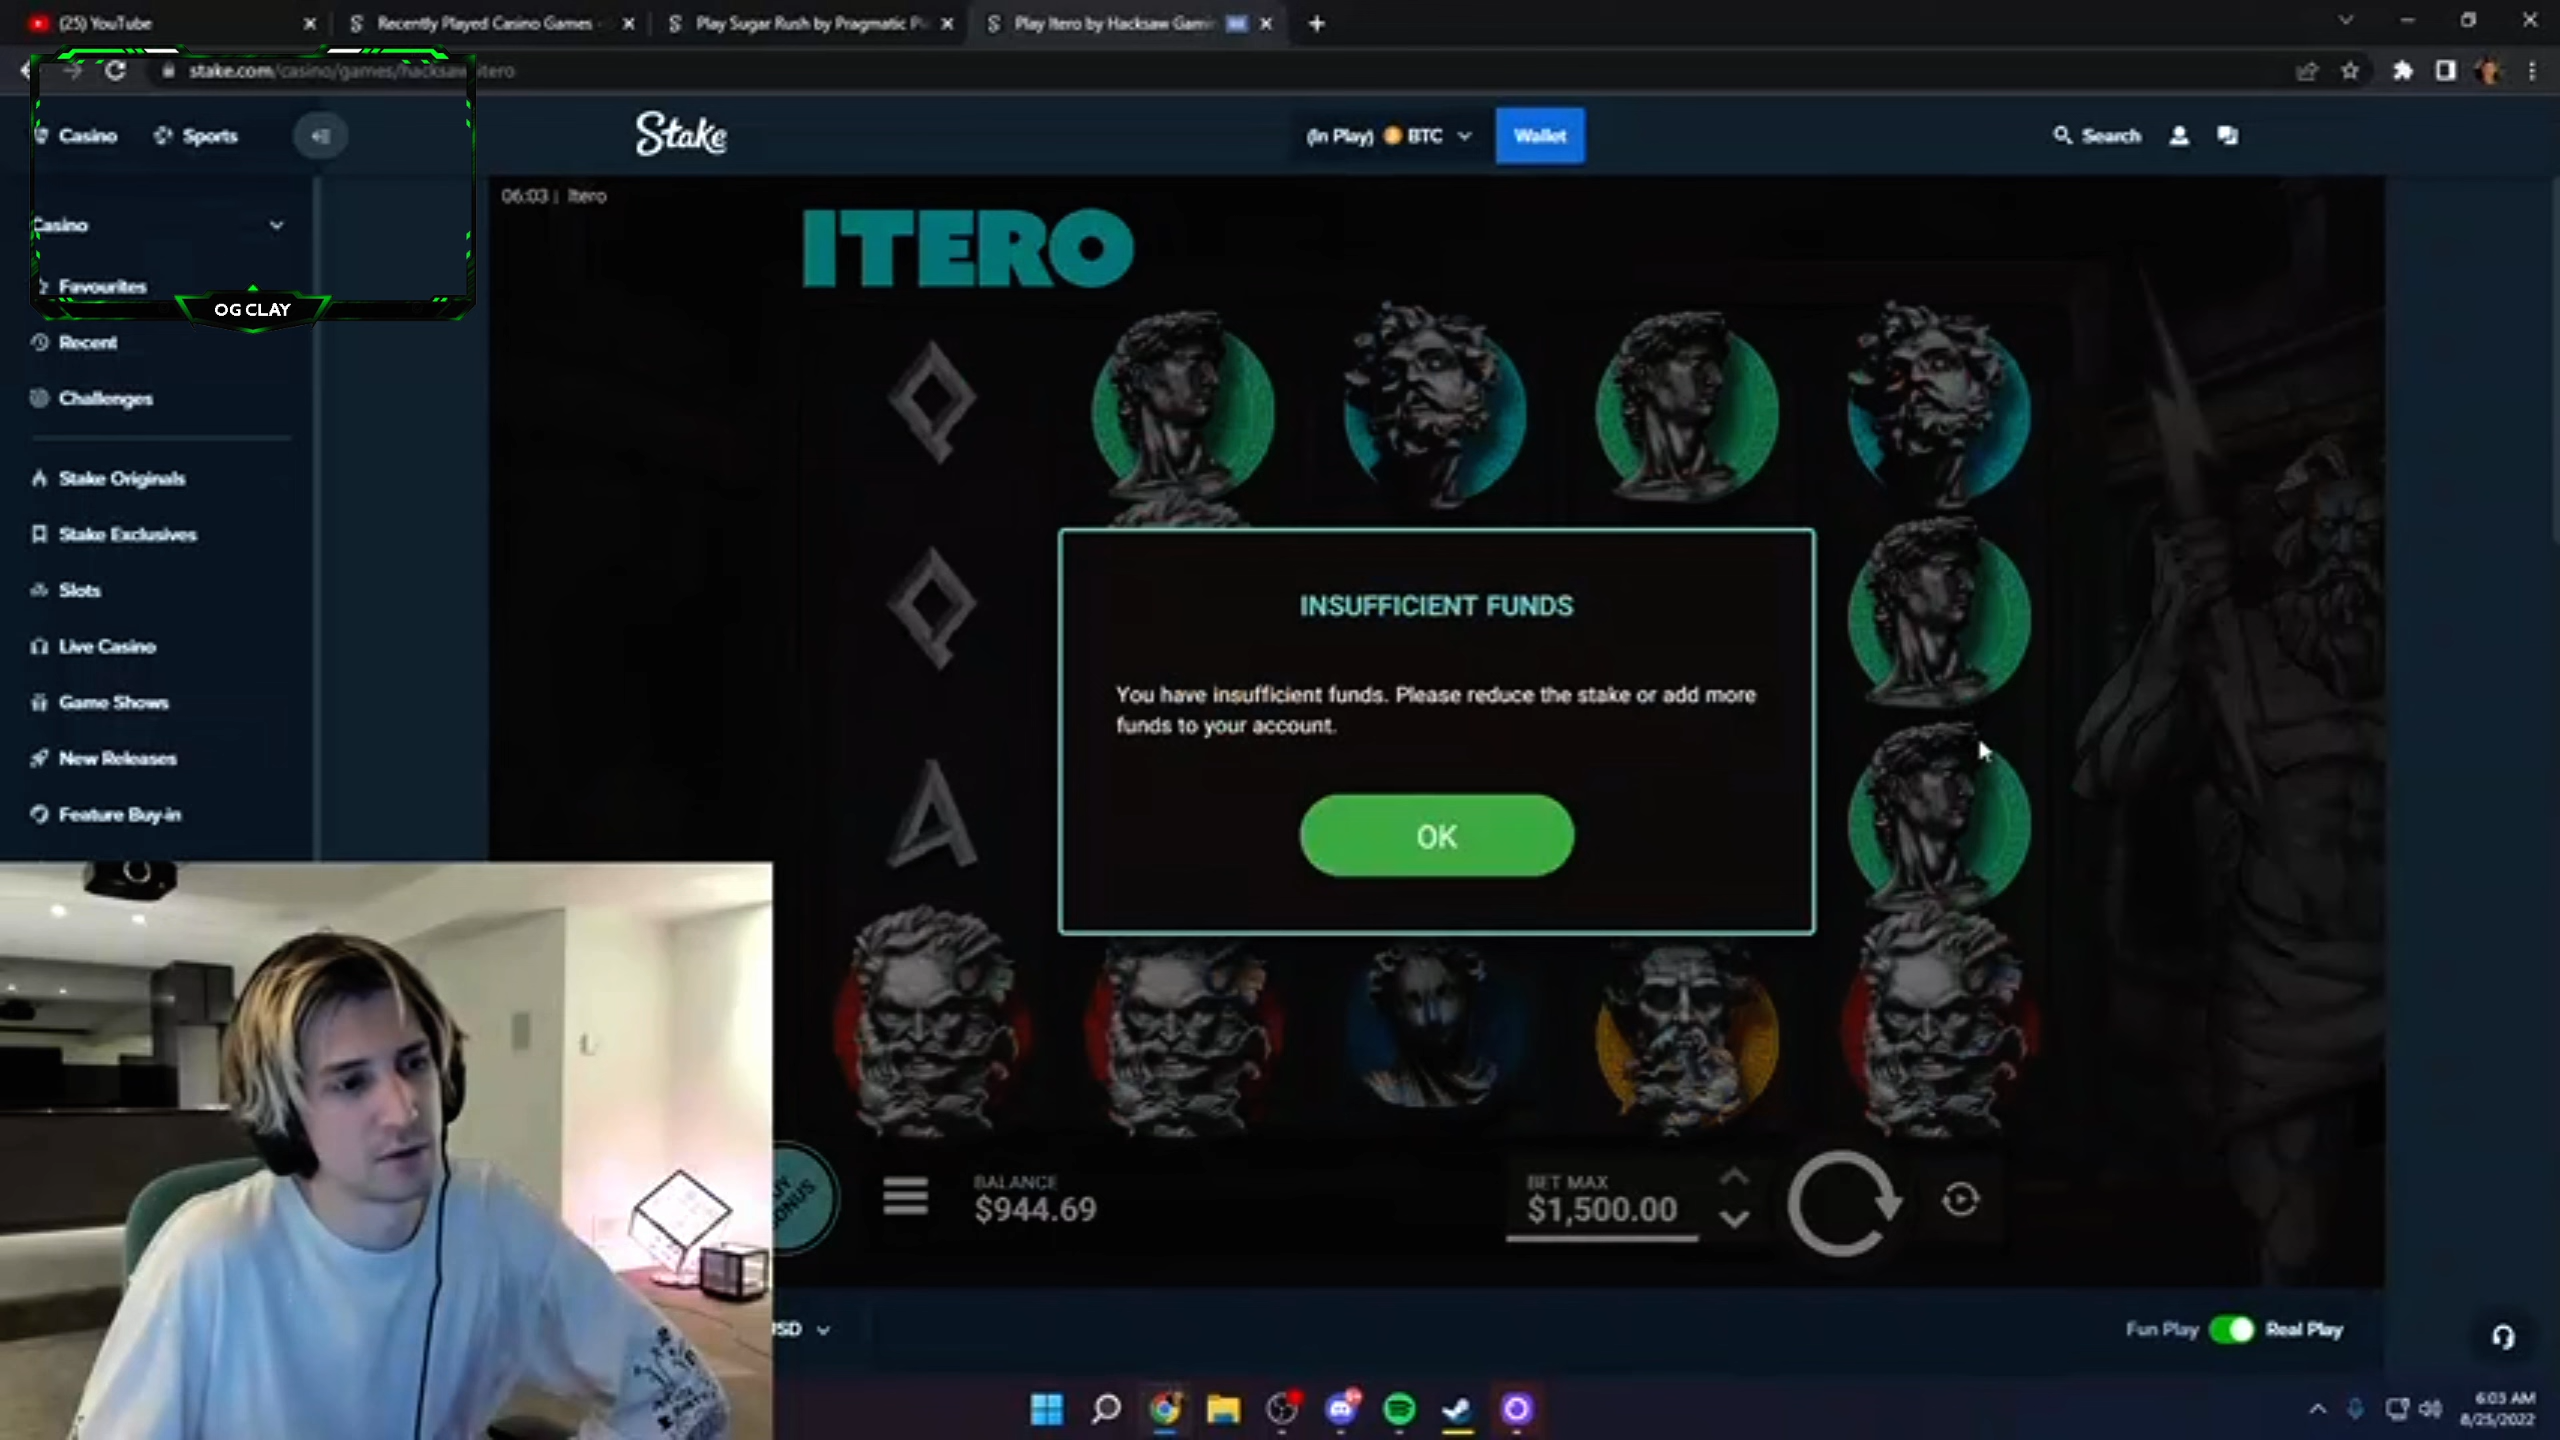 (25) YouTube
Recently Played Casino Games
Play Sugar Rush by Pragmatic
Play Itero by Hacksaw
stake.com/casino/games/hacksaw-itero
Casino
Sports
Stake
(In Play) BTC
Wallet
Search
06:03 | Itero
ITERO
Casino
Favourites
OG CLAY
Recent
Challenges
Stake Originals
Stake Exclusives
Slots
Live Casino
Game Shows
New Releases
Feature Buy-in
INSUFFICIENT FUNDS
You have insufficient funds. Please reduce the stake or add more
funds to your account.
OK
BALANCE
$944.69
BET MAX
$1,500.00
Fun Play
Real Play
6:03 AM
8/25/2022